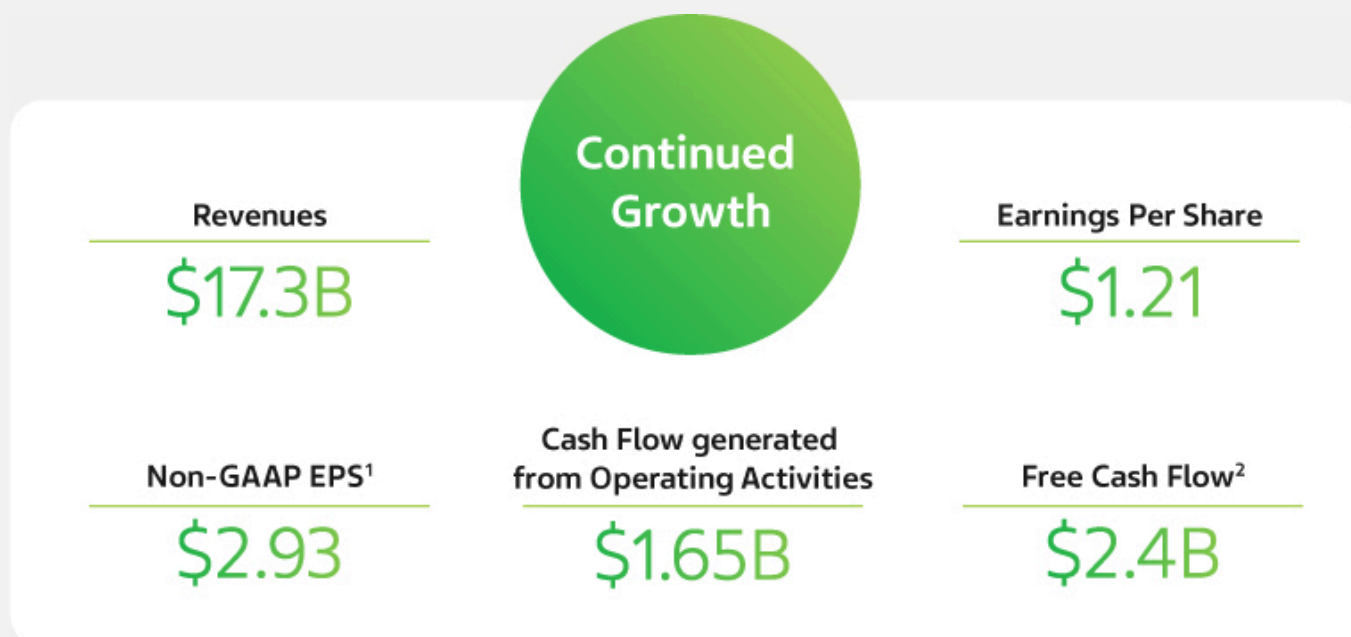 Continued
Growth
Revenues
$17.3B
Earnings Per Share
$1.21
Non-GAAP EPS¹
$2.93
Cash Flow generated
from Operating Activities
$1.65B
Free Cash Flow²
$2.4B